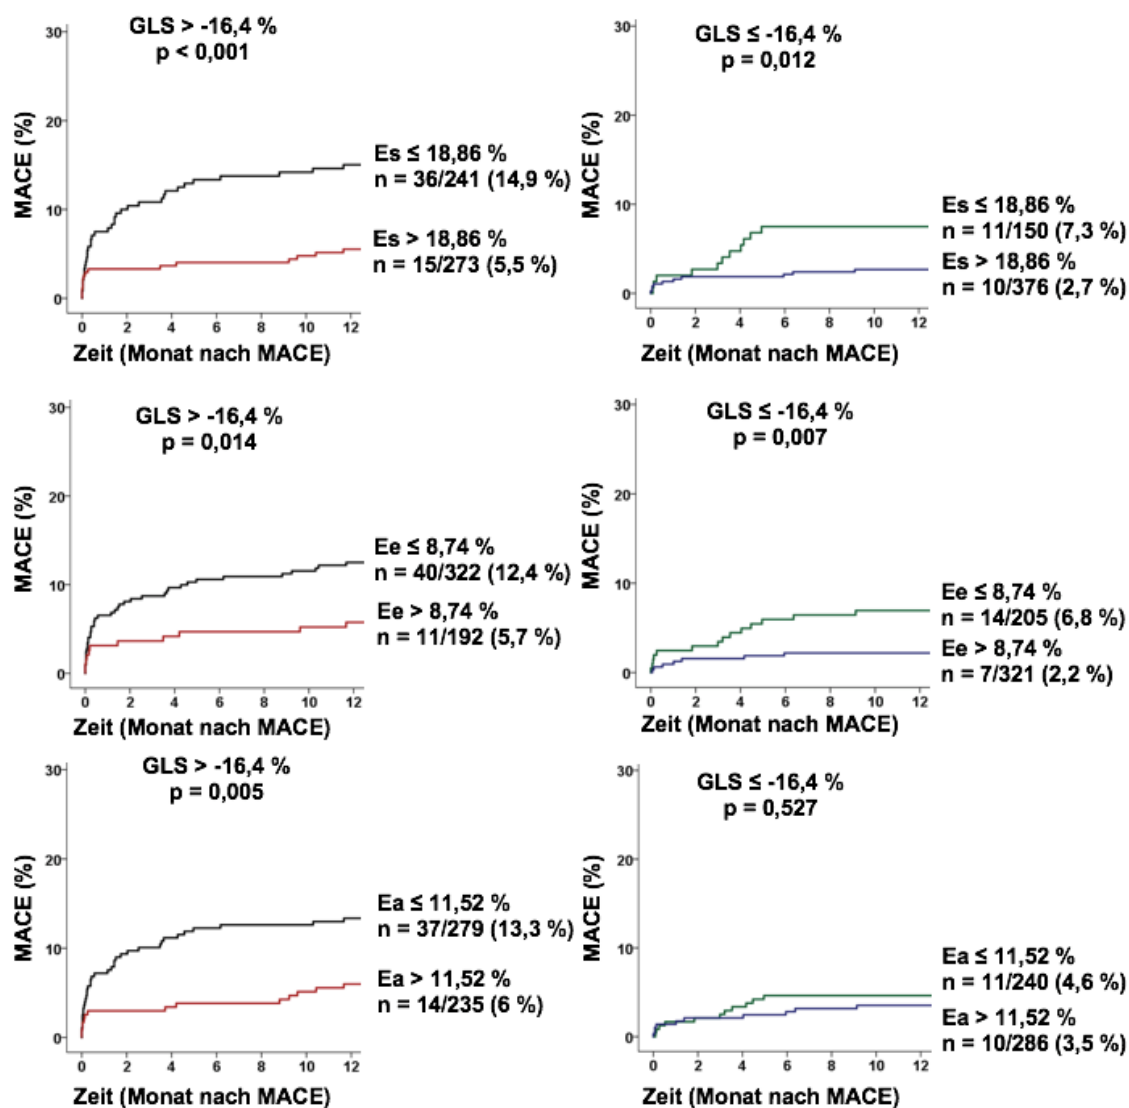 GLS > -16,4 %
p < 0,001
MACE (%)
30
20
10
0
Es ≤ 18,86 %
n = 36/241 (14,9 %)
Es > 18,86 %
n = 15/273 (5,5 %)
0 2 4 6 8 10 12
Zeit (Monat nach MACE)
GLS ≤ -16,4 %
p = 0,012
MACE (%)
30
20
10
0
Es ≤ 18,86 %
n = 11/150 (7,3 %)
Es > 18,86 %
n = 10/376 (2,7 %)
0 2 4 6 8 10 12
Zeit (Monat nach MACE)
GLS > -16,4 %
p = 0,014
MACE (%)
30
20
10
0
Ee ≤ 8,74 %
n = 40/322 (12,4 %)
Ee > 8,74 %
n = 11/192 (5,7 %)
0 2 4 6 8 10 12
Zeit (Monat nach MACE)
GLS ≤ -16,4 %
p = 0,007
MACE (%)
30
20
10
0
Ee ≤ 8,74 %
n = 14/205 (6,8 %)
Ee > 8,74 %
n = 7/321 (2,2 %)
0 2 4 6 8 10 12
Zeit (Monat nach MACE)
GLS > -16,4 %
p = 0,005
MACE (%)
30
20
10
0
Ea ≤ 11,52 %
n = 37/279 (13,3 %)
Ea > 11,52 %
n = 14/235 (6 %)
0 2 4 6 8 10 12
Zeit (Monat nach MACE)
GLS ≤ -16,4 %
p = 0,527
MACE (%)
30
20
10
0
Ea ≤ 11,52 %
n = 11/240 (4,6 %)
Ea > 11,52 %
n = 10/286 (3,5 %)
0 2 4 6 8 10 12
Zeit (Monat nach MACE)